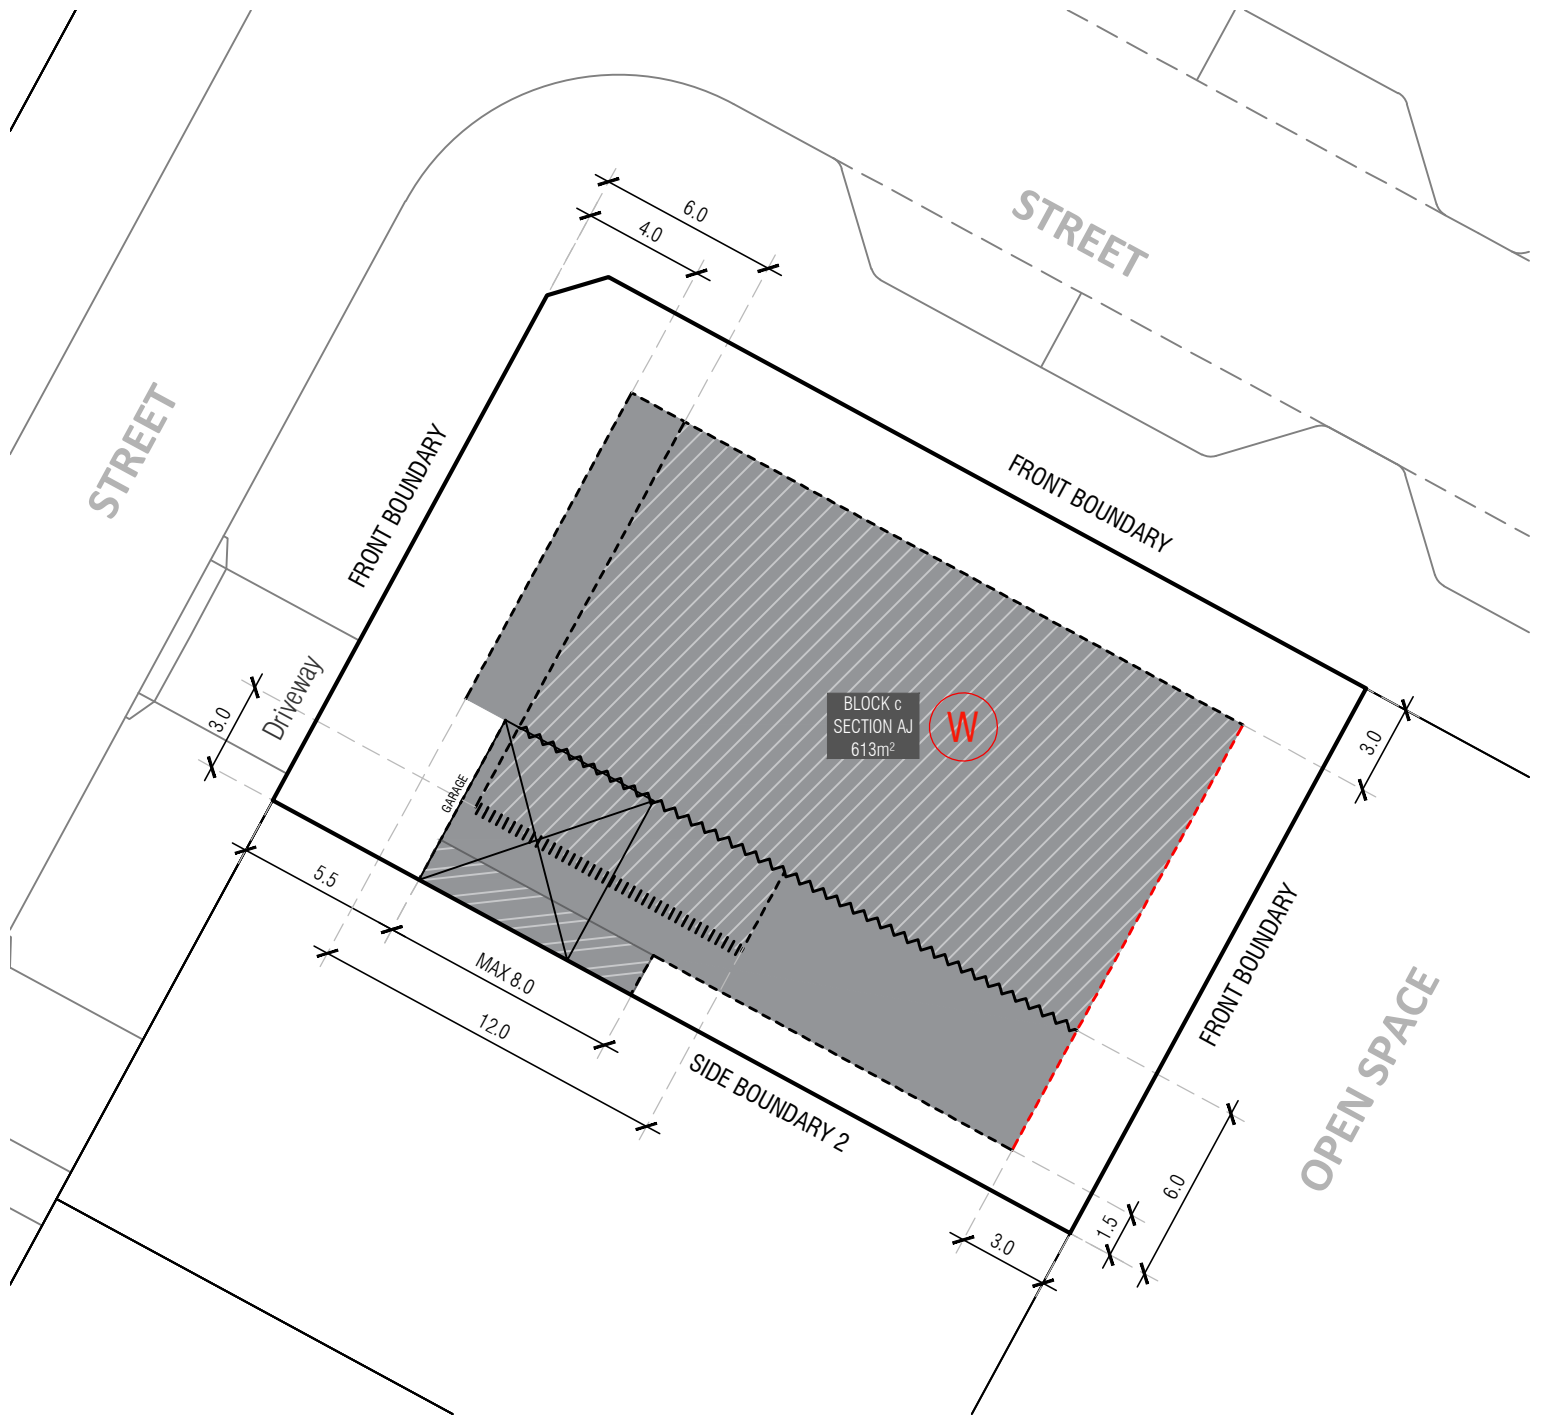 STREET
6.0
4.0
STREET
FRONT BOUNDARY
FRONT BOUNDARY
Driveway
3.0
BLOCK c
SECTION AJ
613m²
W
3.0
GARAGE
5.5
MAX 8.0
12.0
FRONT BOUNDARY
SIDE BOUNDARY 2
OPEN SPACE
6.0
1.5
3.0